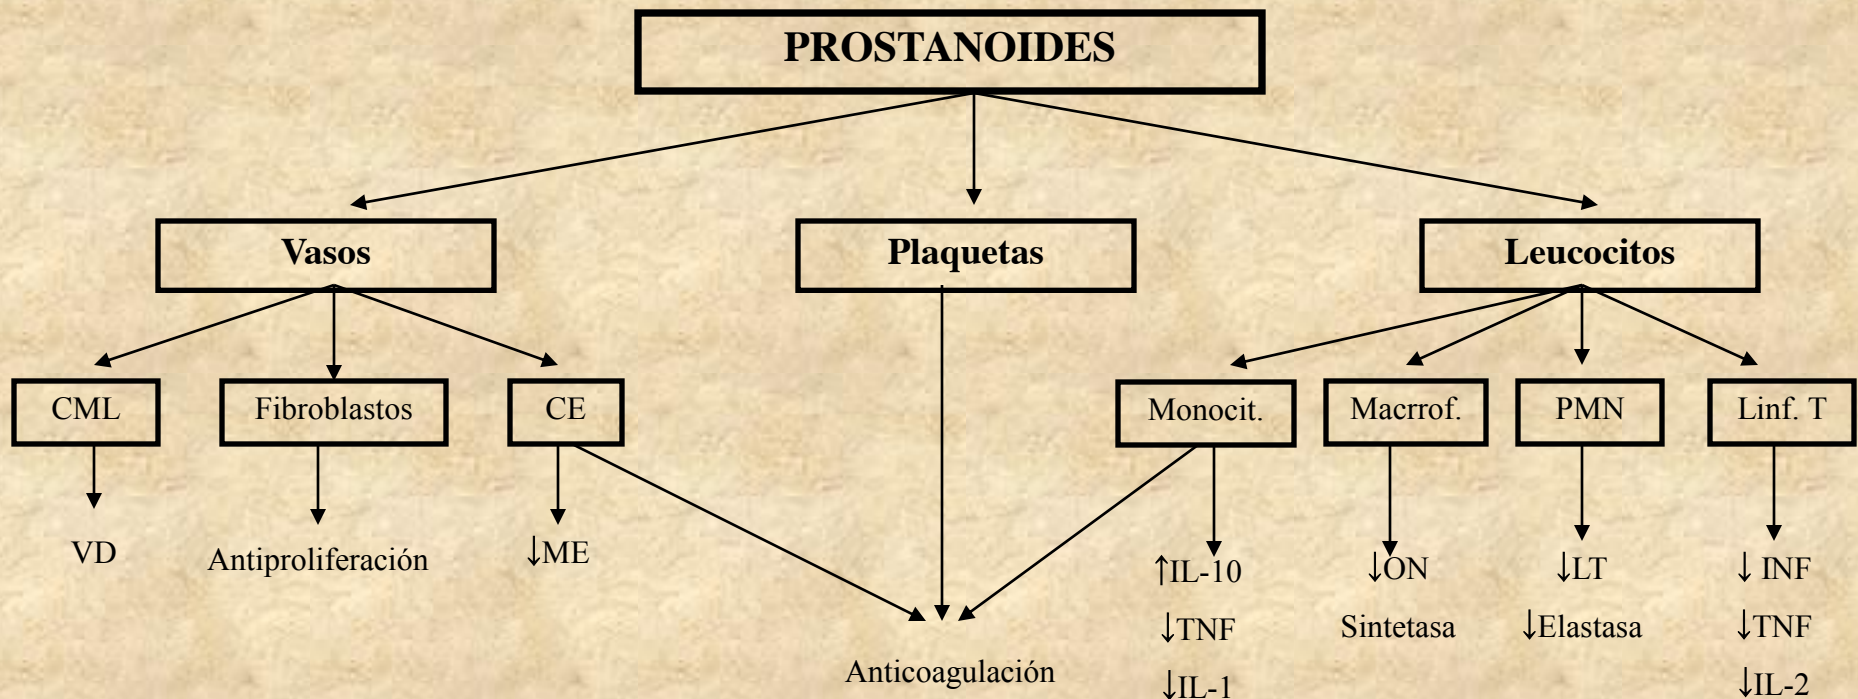 PROSTANOIDES
Vasos
Plaquetas
Leucocitos
CML
Fibroblastos
CE
Monocit.
Macrrof.
PMN
Linf. T
VD
Antiproliferación
↓ME
Anticoagulación
↑IL-10
↓TNF
↓IL-1
↓ON
Sintetasa
↓LT
↓Elastasa
↓ INF
↓TNF
↓IL-2